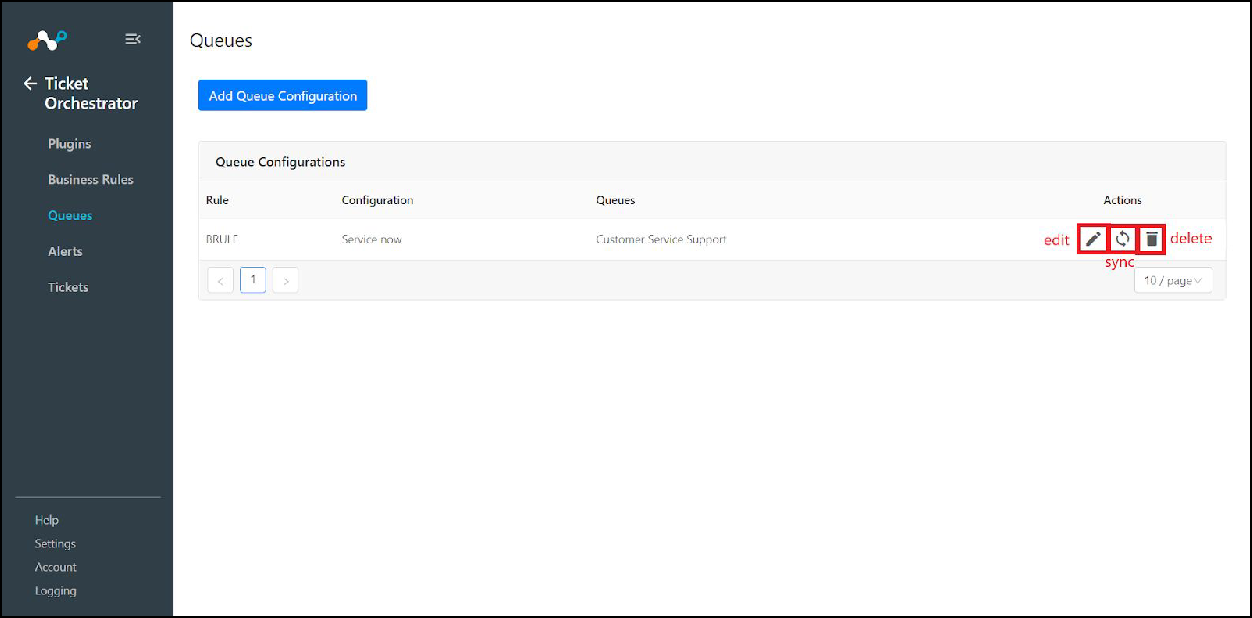 Queues
Ticket
Orchestrator
Add Queue Configuration
Plugins
Business Rules
Queues
Alerts
Tickets
Queue Configurations
Rule Configuration Queues Actions
BRULE Service now Customer Service Support edit delete
sync
< 1 > 10 / page
Help
Settings
Account
Logging